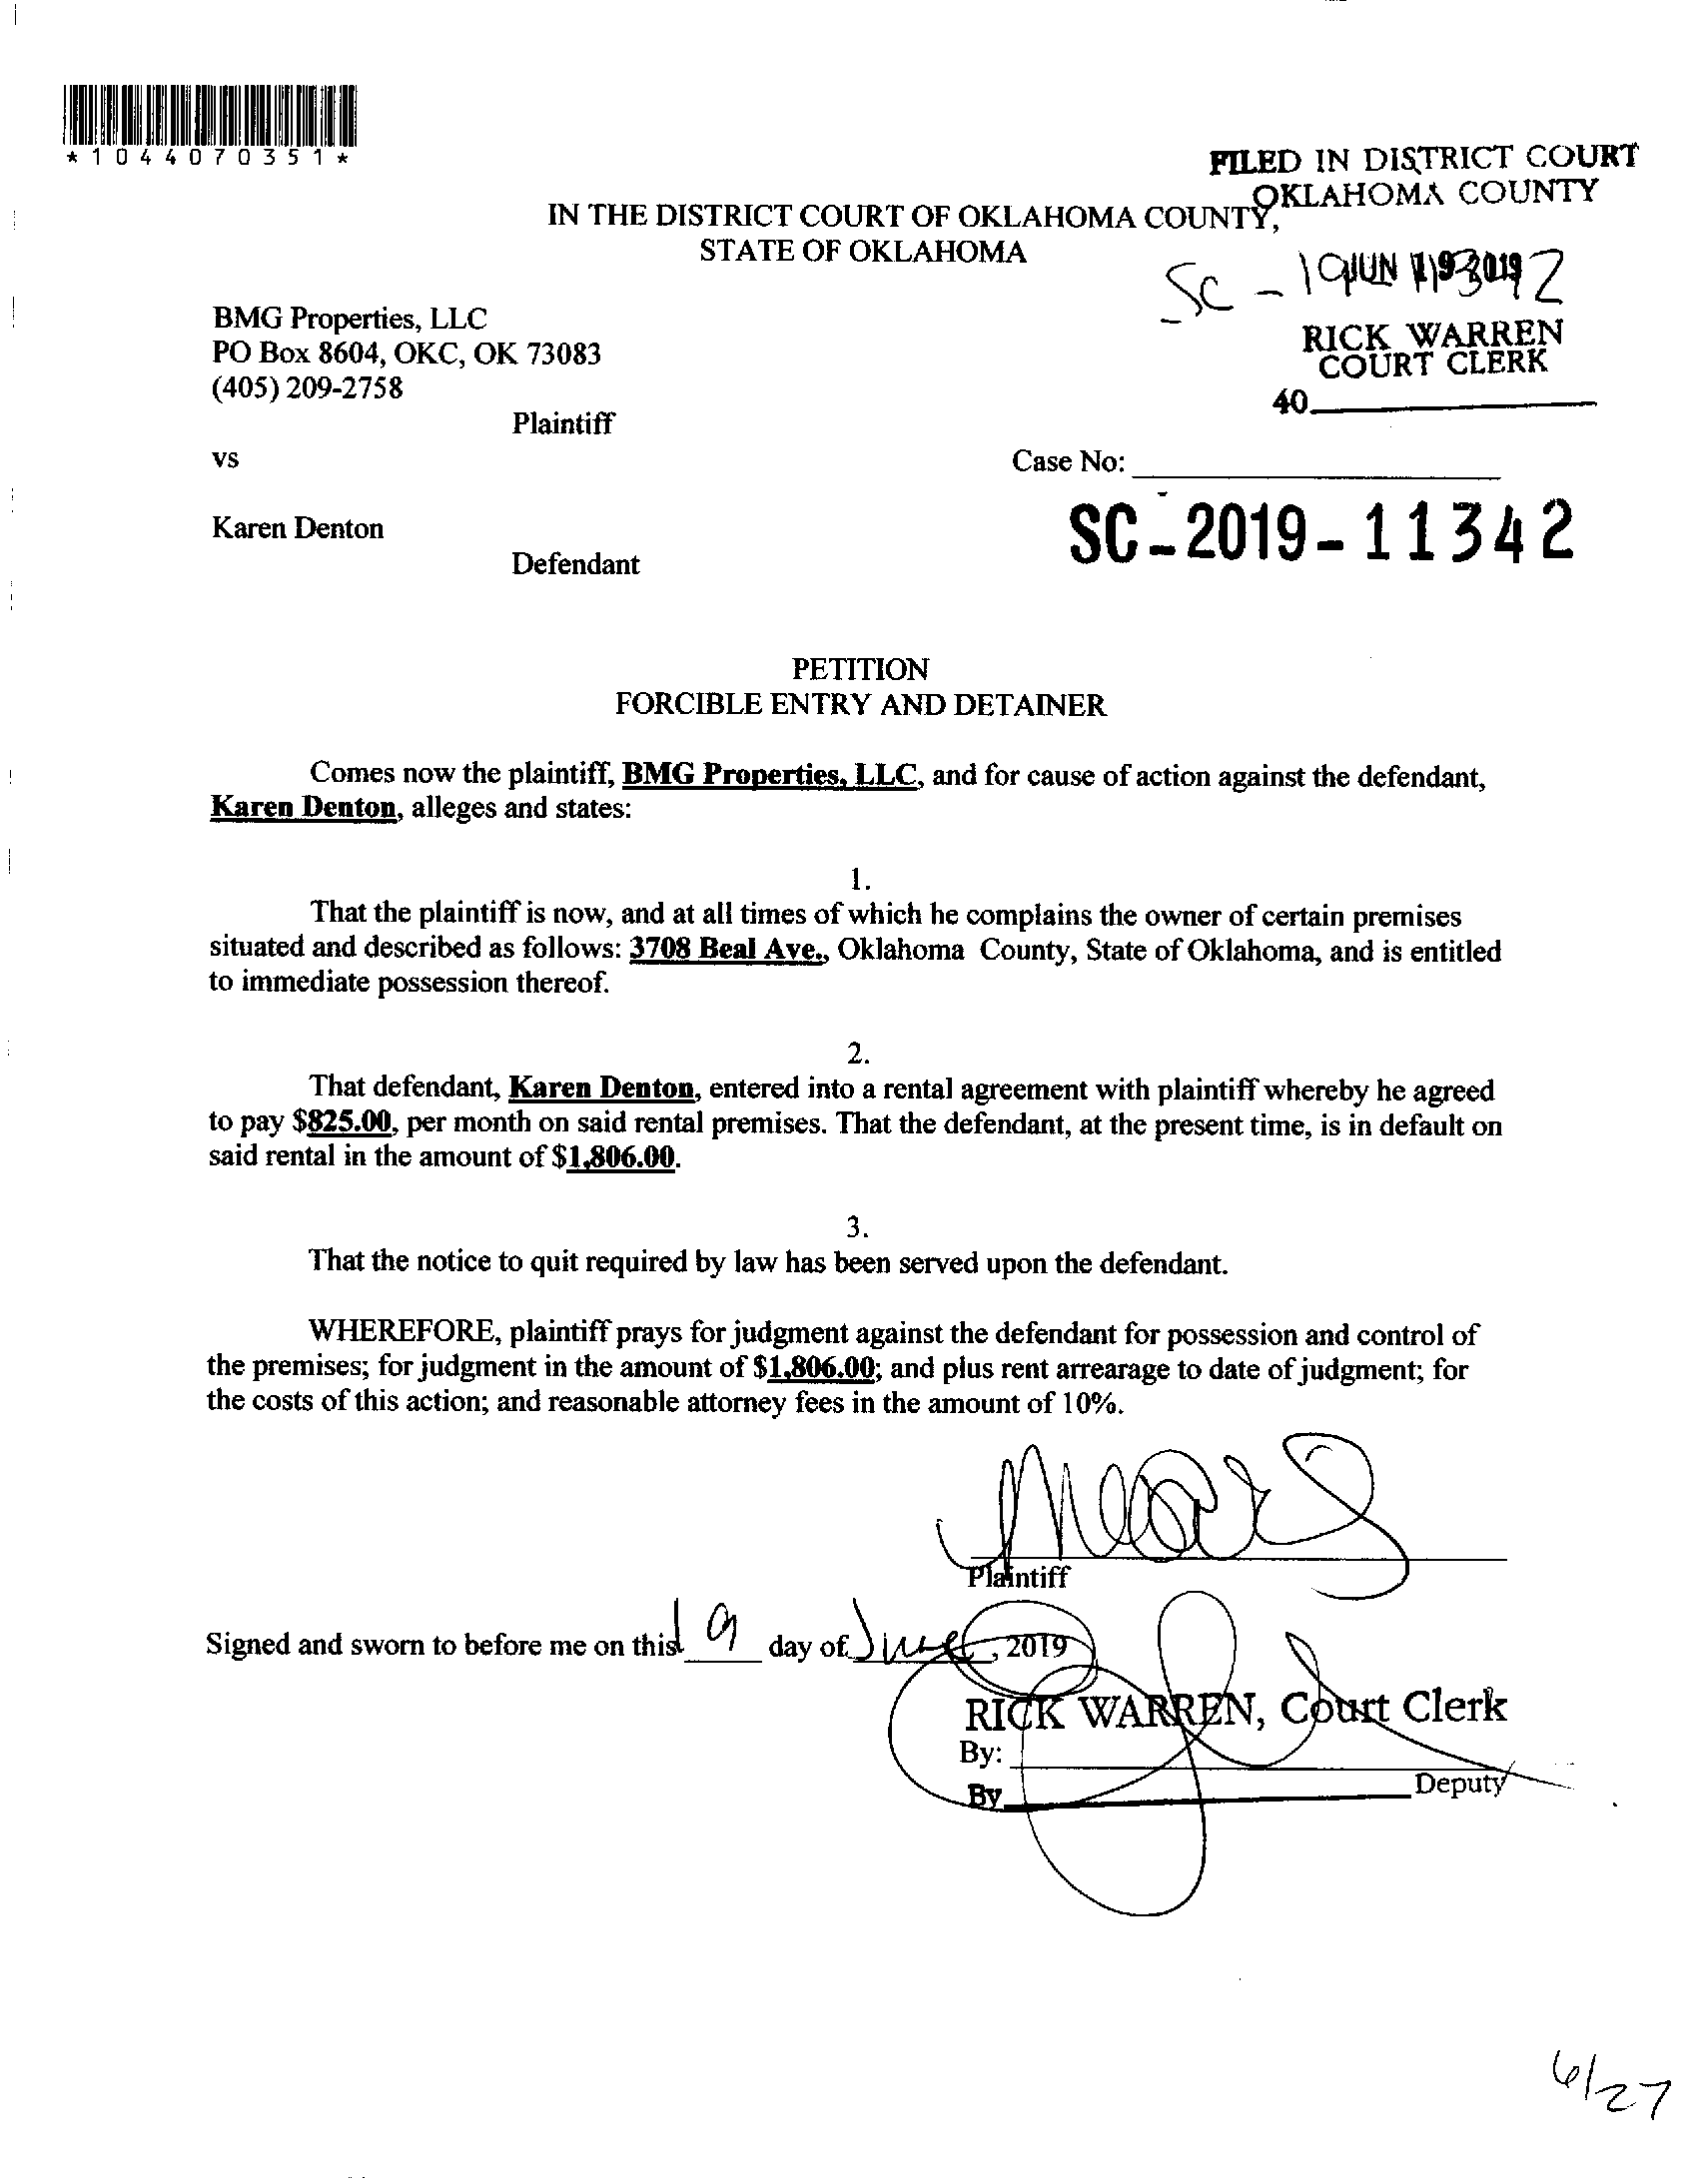 *1044070351*
FILED IN DISTRICT COURT
OKLAHOMA COUNTY
IN THE DISTRICT COURT OF OKLAHOMA COUNTY,
STATE OF OKLAHOMA
SC - 19 11342
JUN 19 2019
BMG Properties, LLC
PO Box 8604, OKC, OK 73083
(405) 209-2758
RICK WARREN
COURT CLERK
40
Plaintiff
vs
Case No:
SC-2019-11342
Karen Denton
Defendant
PETITION
FORCIBLE ENTRY AND DETAINER
Comes now the plaintiff, BMG Properties, LLC, and for cause of action against the defendant,
Karen Denton, alleges and states:
1.
That the plaintiff is now, and at all times of which he complains the owner of certain premises
situated and described as follows: 3708 Beal Ave., Oklahoma County, State of Oklahoma, and is entitled
to immediate possession thereof.
2.
That defendant, Karen Denton, entered into a rental agreement with plaintiff whereby he agreed
to pay $825.00, per month on said rental premises. That the defendant, at the present time, is in default on
said rental in the amount of $1,806.00.
3.
That the notice to quit required by law has been served upon the defendant.
WHEREFORE, plaintiff prays for judgment against the defendant for possession and control of
the premises; for judgment in the amount of $1,806.00; and plus rent arrearage to date of judgment; for
the costs of this action; and reasonable attorney fees in the amount of 10%.
Plaintiff
Signed and sworn to before me on this 19 day of June, 2019
RICK WARREN, Court Clerk
By:
By Deputy
6/27